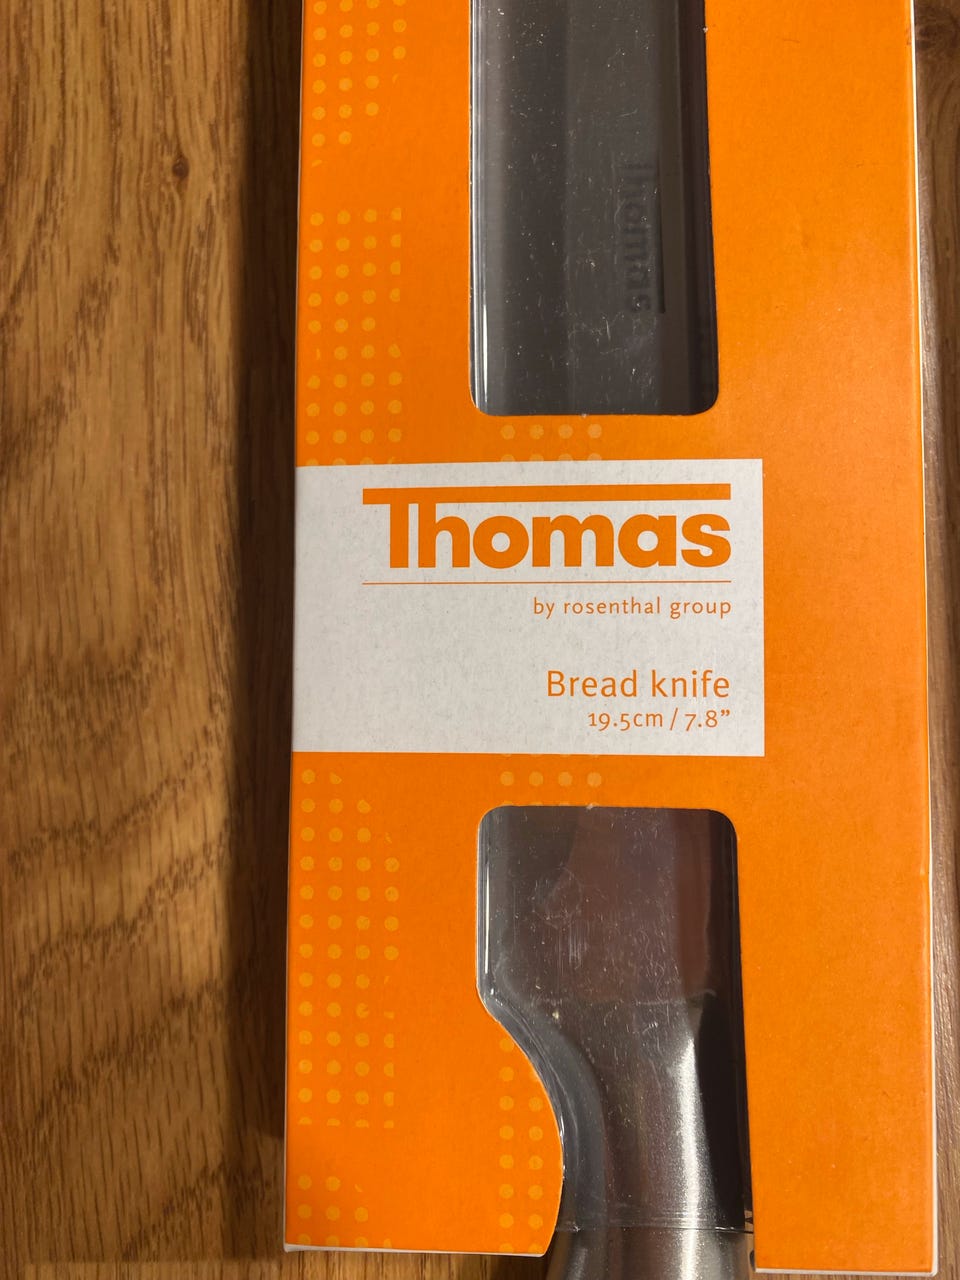 Thomas
Thomas
by rosenthal group
Bread knife
19.5cm / 7.8”